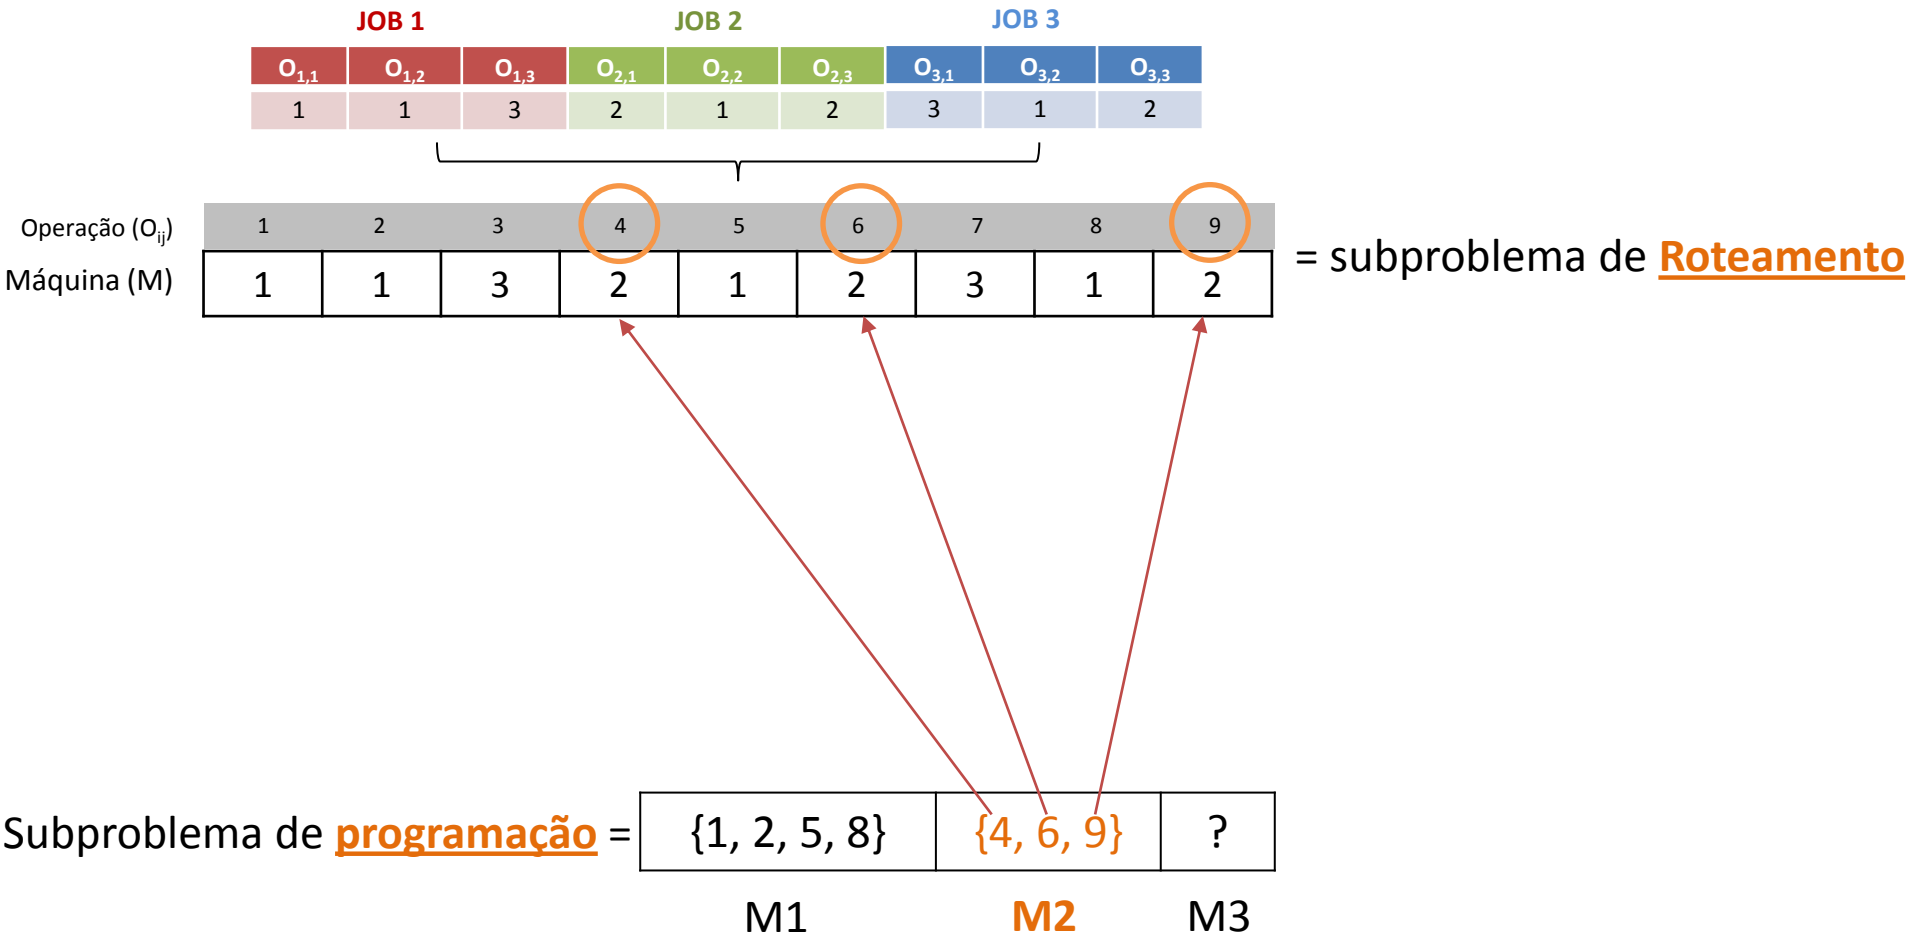 JOB 1 JOB 2 JOB 3
O1,1 O1,2 O1,3 O2,1 O2,2 O2,3 O3,1 O3,2 O3,3
1 1 3 2 1 2 3 1 2
Operação (Oij) 1 2 3 4 5 6 7 8 9
Máquina (M) 1 1 3 2 1 2 3 1 2
= subproblema de Roteamento
Subproblema de programação = {1, 2, 5, 8} {4, 6, 9} ?
M1 M2 M3